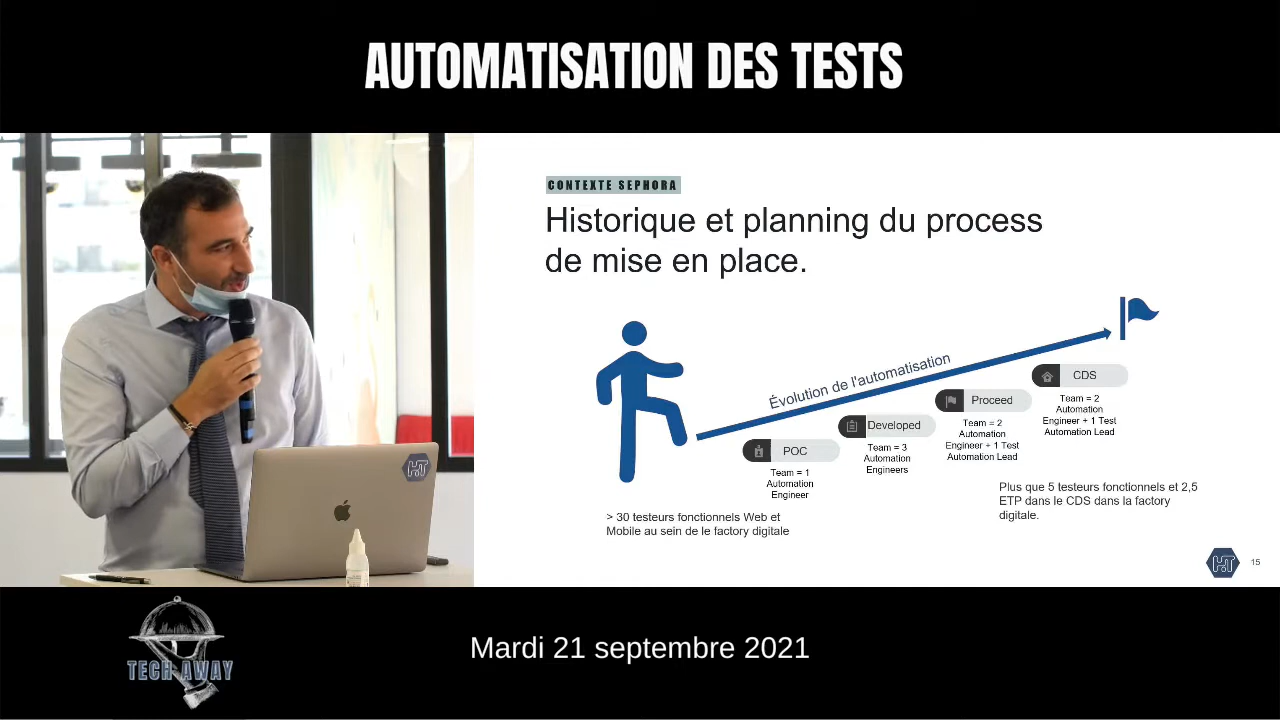 AUTOMATISATION DES TESTS
CONTEXTE SEPHORA
Historique et planning du process
de mise en place.
Évolution de l'automatisation
CDS
Team = 2
Automation
Engineer + 1 Test
Automation Lead
Proceed
Team = 2
Automation
Engineer + 1 Test
Automation Lead
Developed
Team = 3
Automation
Engineers
POC
Team = 1
Automation
Engineer
> 30 testeurs fonctionnels Web et
Mobile au sein de le factory digitale
Plus que 5 testeurs fonctionnels et 2,5
ETP dans le CDS dans la factory
digitale.
HT
HT
15
TECH AWAY
Mardi 21 septembre 2021